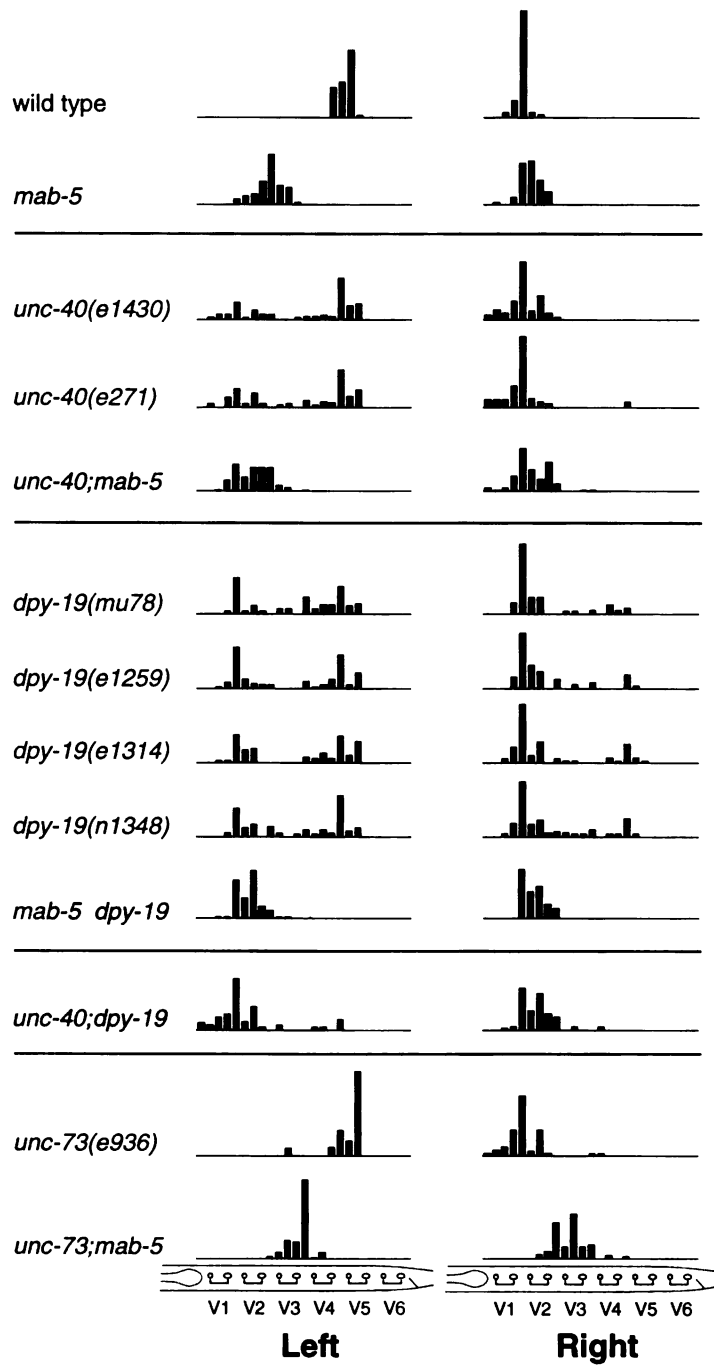 wild type
mab-5
unc-40(e1430)
unc-40(e271)
unc-40;mab-5
dpy-19(mu78)
dpy-19(e1259)
dpy-19(e1314)
dpy-19(n1348)
mab-5 dpy-19
unc-40;dpy-19
unc-73(e936)
unc-73;mab-5
V1 V2 V3 V4 V5 V6 V1 V2 V3 V4 V5 V6
Left Right